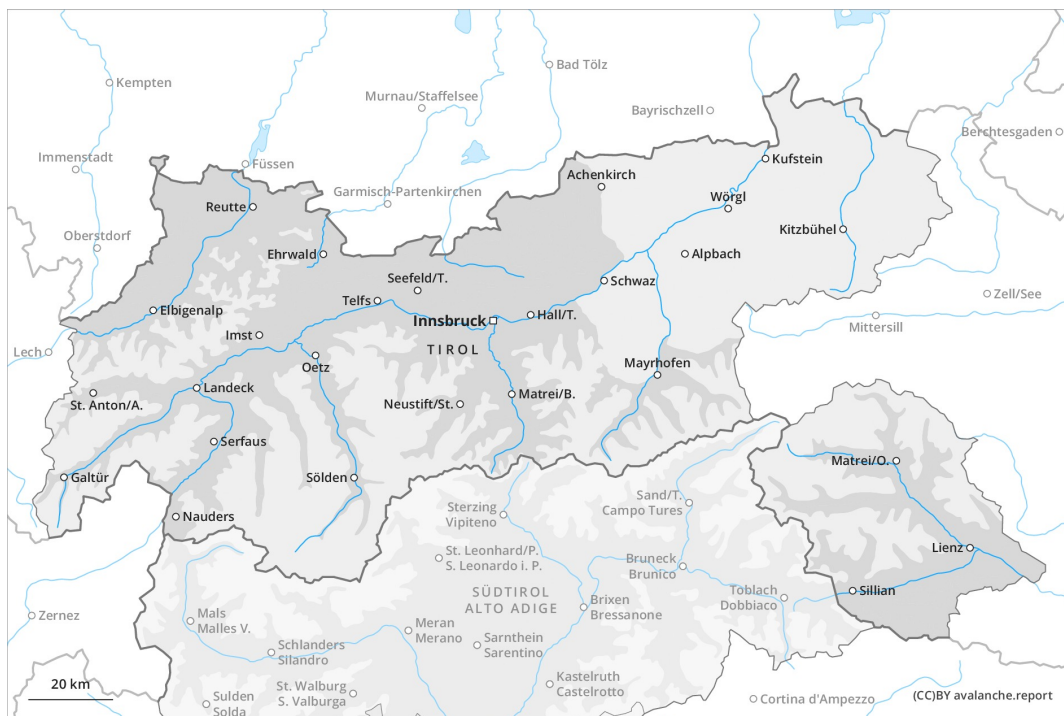 Bad Tölz
Kempten
Murnau/Staffelsee
Bayrischzell
Berchtesgaden
Immenstadt
Füssen
Kufstein
Achenkirch
Garmisch-Partenkirchen
Wörgl
Reutte
Kitzbühel
Oberstdorf
Ehrwald
Alpbach
Seefeld/T.
Schwaz
Zell/See
Telfs
Elbigenalp
Hall/T.
Innsbruck
Mittersill
Imst
TIROL
Lech
Oetz
Mayrhofen
Landeck
St. Anton/A.
Neustift/St.
Matrei/B.
Serfaus
Matrei/O.
Galtür
Sölden
Sand/T.
Campo Tures
Sterzing
Vipiteno
Nauders
Lienz
St. Leonhard/P.
S. Leonardo i. P.
Bruneck
Brunico
SÜDTIROL
ALTO ADIGE
Toblach
Dobbiaco
Sillian
Brixen
Bressanone
Zernez
Mals
Malles V.
Meran
Merano
Sarnthein
Sarentino
Schlanders
Silandro
Kastelruth
Castelrotto
20 km
St. Walburg
S. Valburga
Sulden
Solda
Cortina d'Ampezzo
(CC)BY avalanche.report